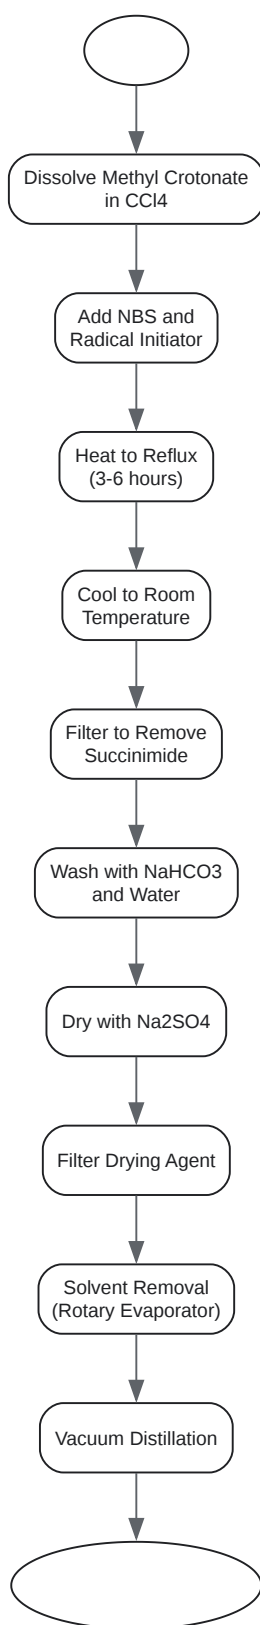 Dissolve Methyl Crotonate
in CCl4
Add NBS and
Radical Initiator
Heat to Reflux
(3-6 hours)
Cool to Room
Temperature
Filter to Remove
Succinimide
Wash with NaHCO3
and Water
Dry with Na2SO4
Filter Drying Agent
Solvent Removal
(Rotary Evaporator)
Vacuum Distillation